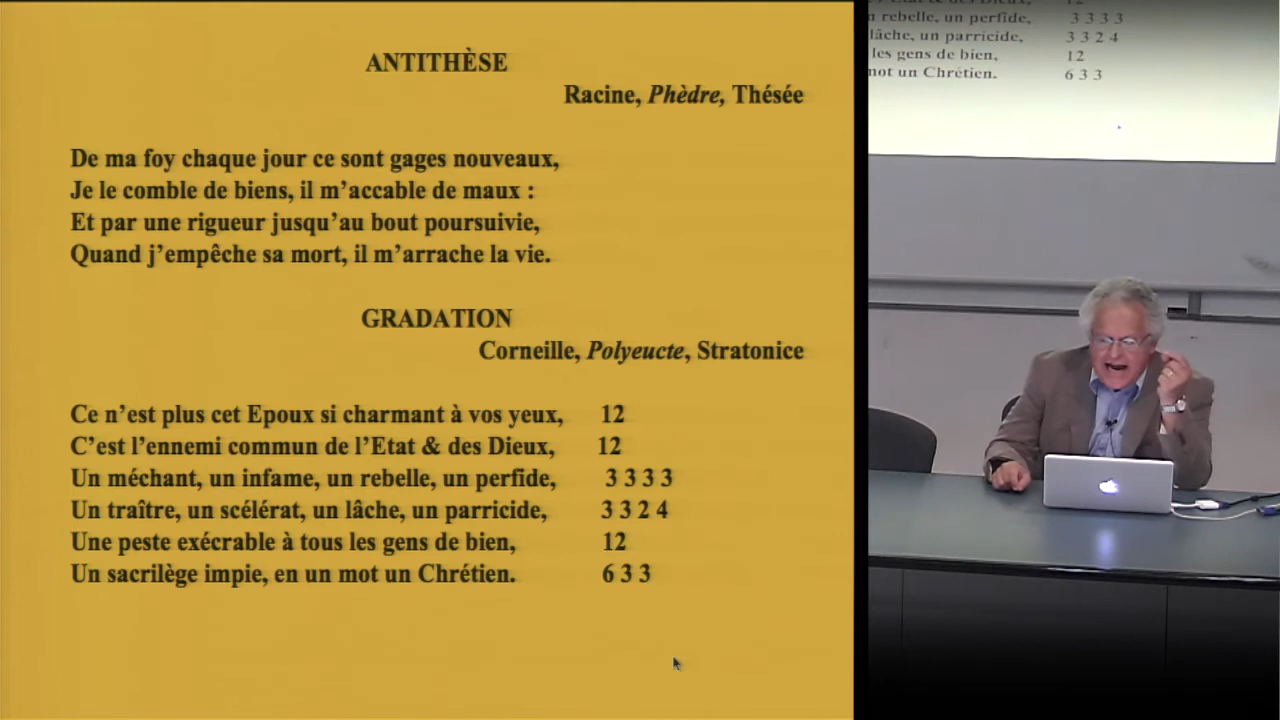 ANTITHÈSE
Racine, Phèdre, Thésée
De ma foy chaque jour ce sont gages nouveaux,
Je le comble de biens, il m’accable de maux :
Et par une rigueur jusqu’au bout poursuivie,
Quand j’empêche sa mort, il m’arrache la vie.
GRADATION
Corneille, Polyeucte, Stratonice
Ce n’est plus cet Epoux si charmant à vos yeux, 12
C’est l’ennemi commun de l’Etat & des Dieux, 12
Un méchant, un infame, un rebelle, un perfide, 3 3 3 3
Un traître, un scélérat, un lâche, un parricide, 3 3 2 4
Une peste exécrable à tous les gens de bien, 12
Un sacrilège impie, en un mot un Chrétien. 6 3 3
l’Etat & des Dieux, 12
rebelle, un perfide, 3 3 3 3
lâche, un parricide, 3 3 2 4
les gens de bien, 12
mot un Chrétien. 6 3 3